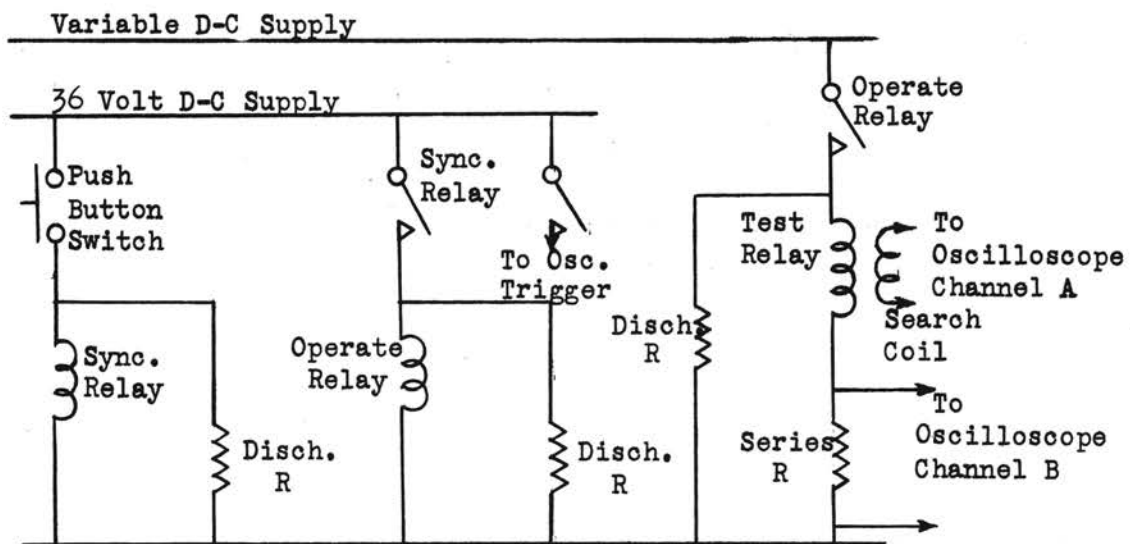 Variable D-C Supply
36 Volt D-C Supply
Operate
Relay
Push
Button
Switch
Sync.
Relay
To Osc.
Trigger
Test
Relay
To
Oscilloscope
Channel A
Search
Coil
Sync.
Relay
Operate
Relay
Disch.
R
Disch.
R
Disch.
R
Series
R
To
Oscilloscope
Channel B